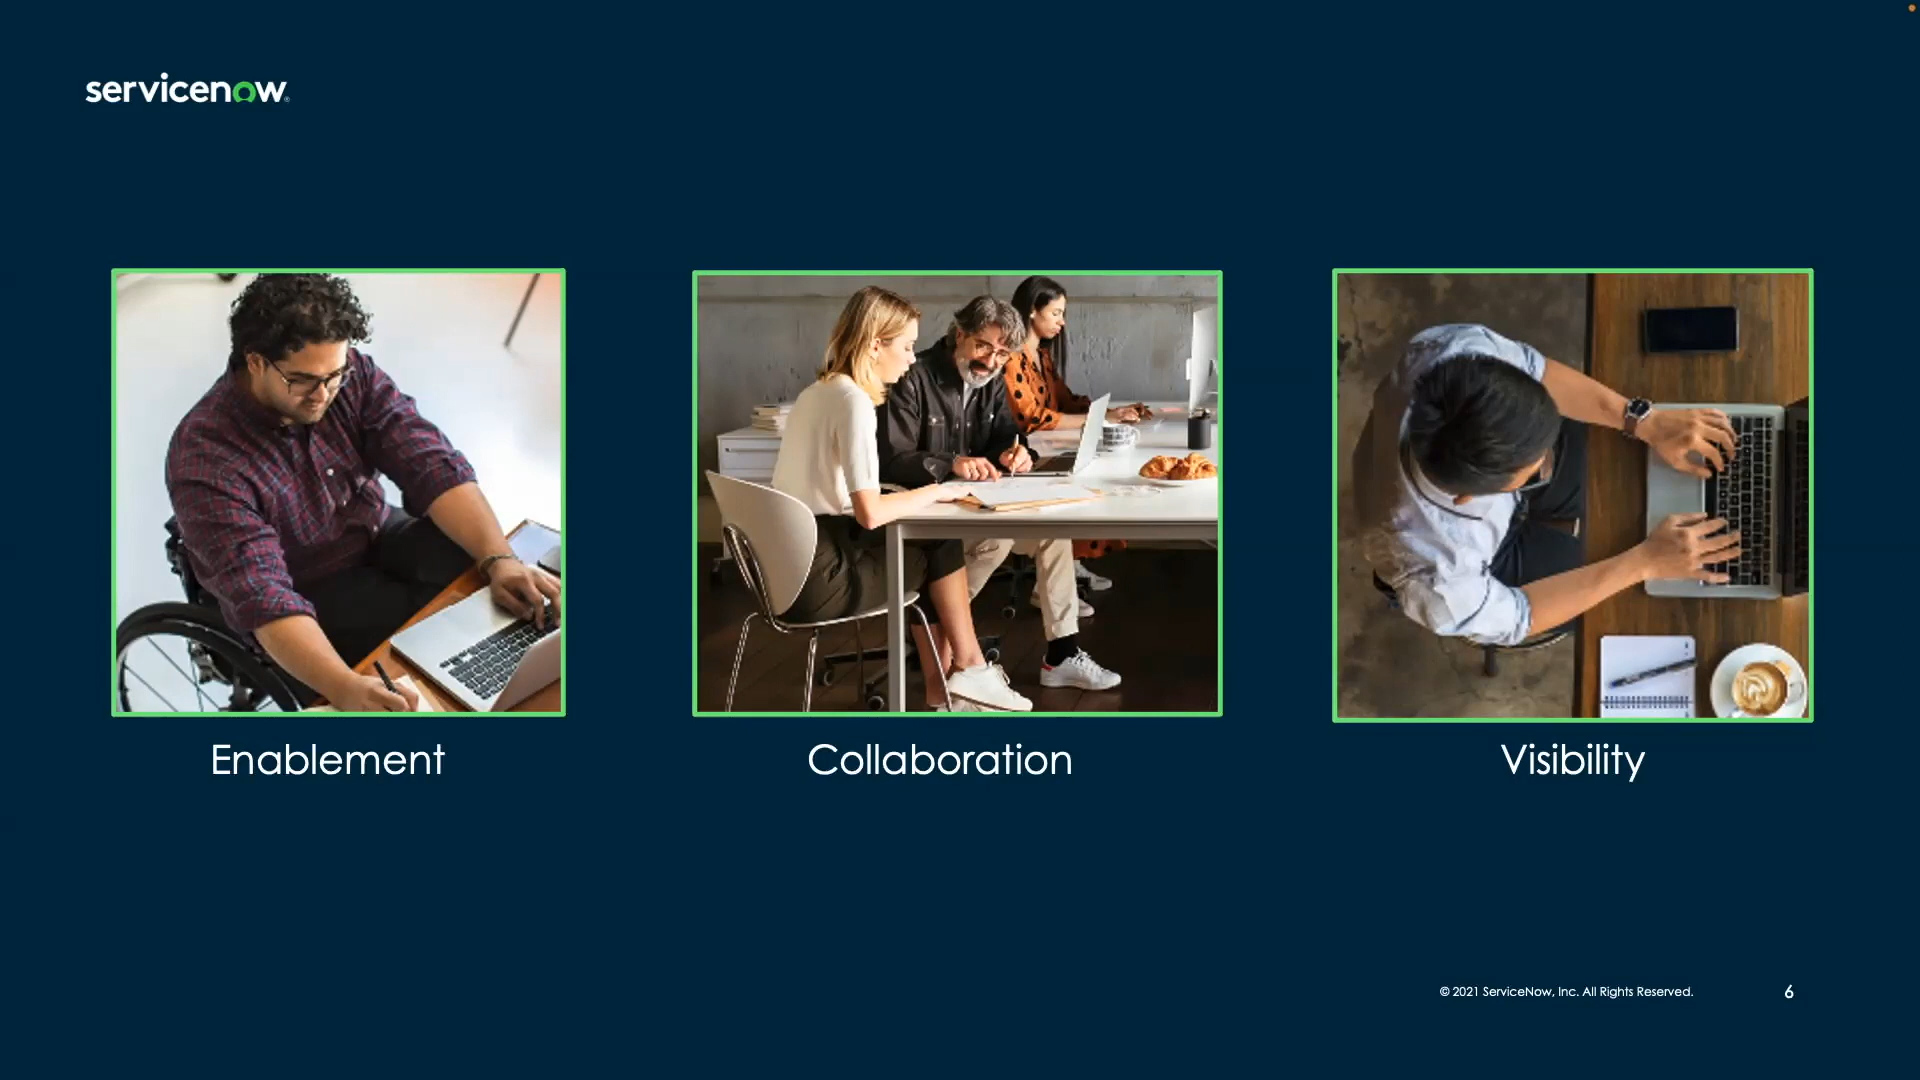 servicenow®
Enablement
Collaboration
Visibility
© 2021 ServiceNow, Inc. All Rights Reserved.
6